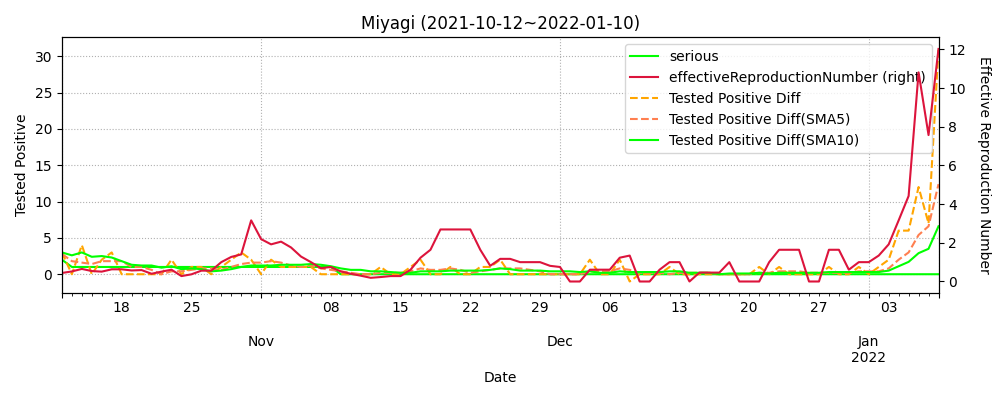 Miyagi (2021-10-12~2022-01-10)
serious
effectiveReproductionNumber (right)
Tested Positive Diff
Tested Positive Diff(SMA5)
Tested Positive Diff(SMA10)
Tested Positive
30
25
20
15
10
5
0
Effective Reproduction Number
12
10
8
6
4
2
0
18 25 08 15 22 29 06 13 20 27 03
Nov Dec Jan
2022
Date